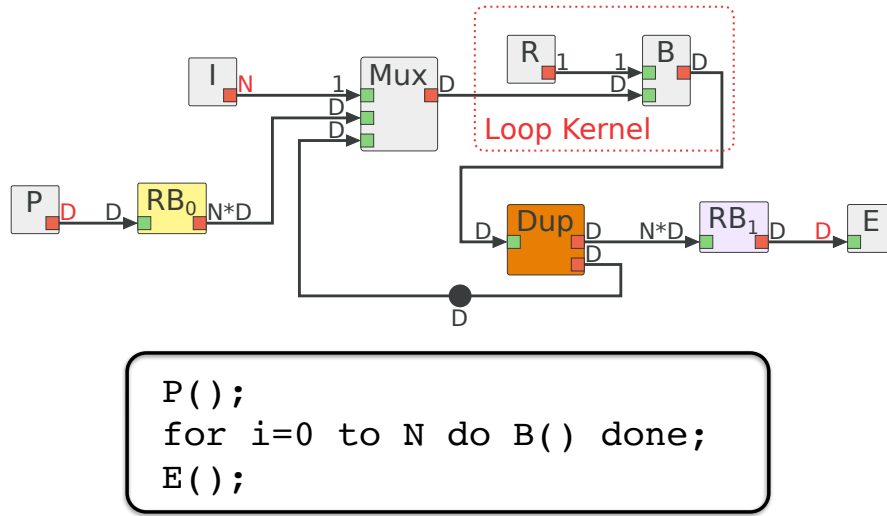 I N
1 D D Mux D
R 1
1 D B D
Loop Kernel
P D
D RB₀ N*D
D Dup D D
N*D RB₁ D
D E
D
P();
for i=0 to N do B() done;
E();